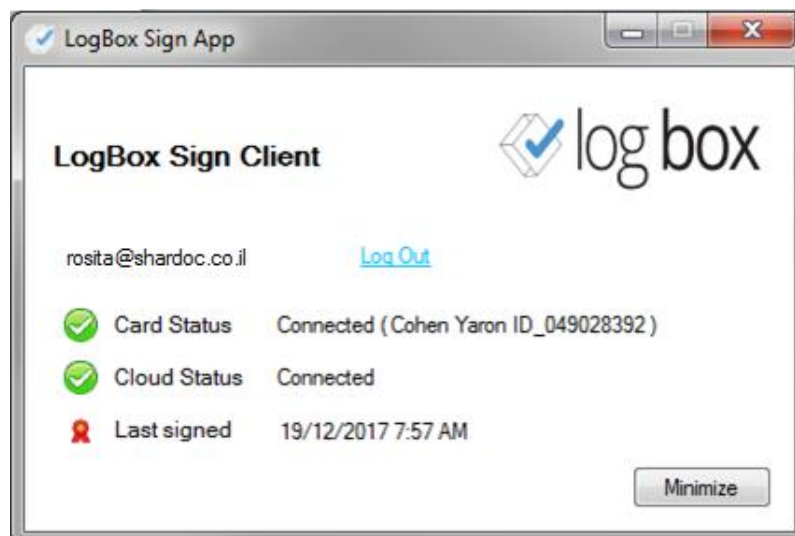 LogBox Sign App
LogBox Sign Client
log box
rosita@shardoc.co.il Log Out
Card Status Connected ( Cohen Yaron ID_049028392 )
Cloud Status Connected
Last signed 19/12/2017 7:57 AM
Minimize